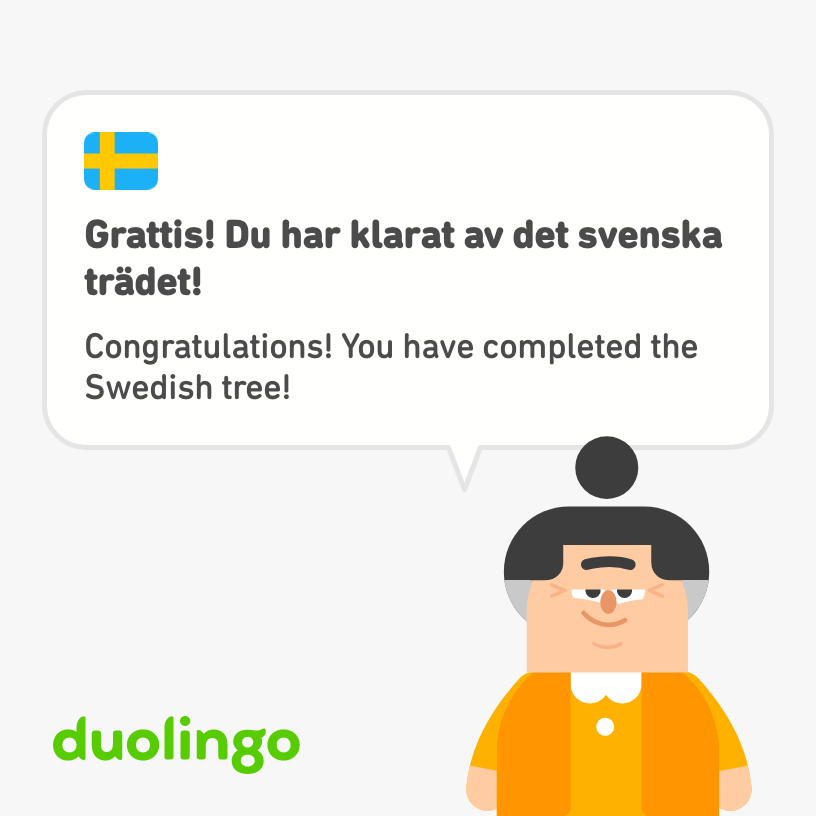 Grattis! Du har klarat av det svenska
trädet!
Congratulations! You have completed the
Swedish tree!
duolingo